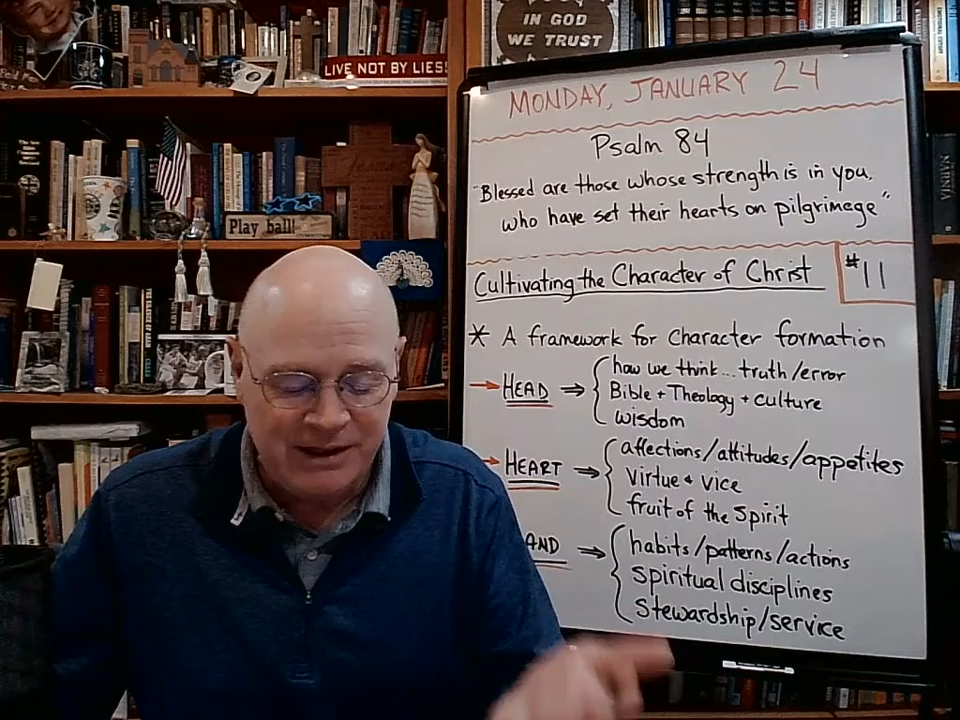 IN GOD
WE TRUST
LIVE NOT BY LIES!
Play ball!
MONDAY, JANUARY 24
Psalm 84
"Blessed are those whose strength is in you,
who have set their hearts on pilgrimage"
Cultivating the Character of Christ
#11
* A framework for Character formation
→ HEAD ⇒ { how we think... truth/error
Bible + Theology + culture
wisdom
→ HEART ⇒ { affections/attitudes/appetites
virtue & vice
fruit of the Spirit
AND ⇒ { habits/patterns/actions
spiritual disciplines
Stewardship/service